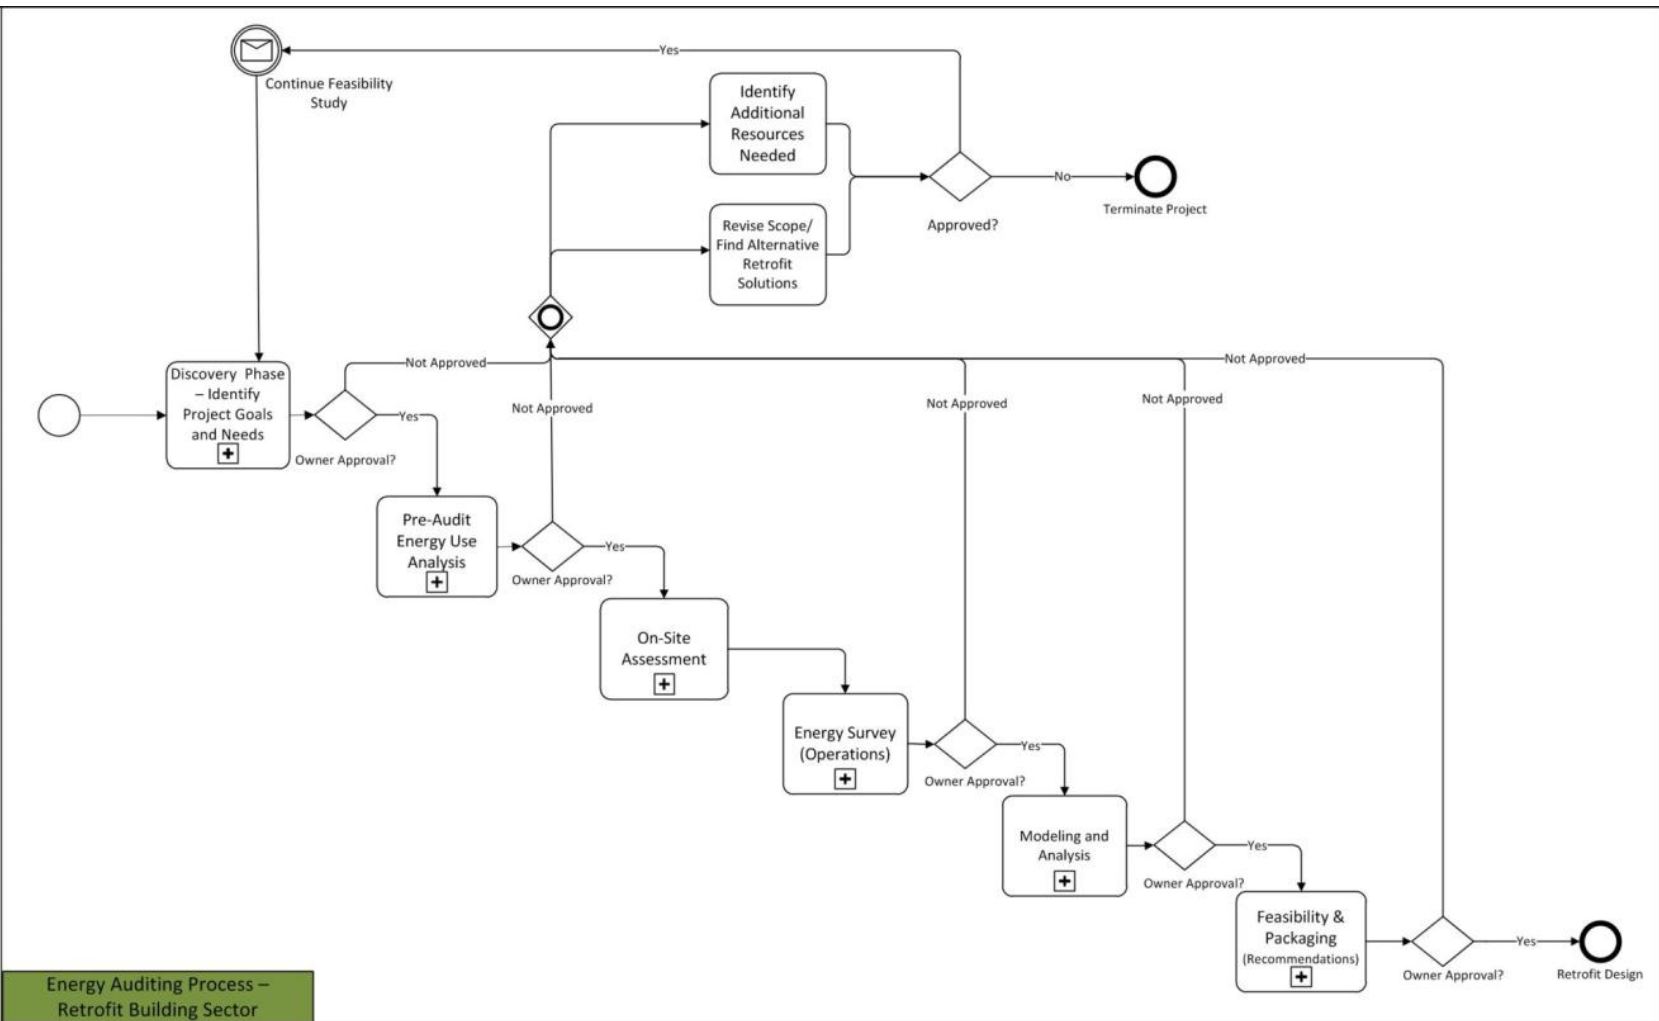 Yes
Continue Feasibility
Study
Identify
Additional
Resources
Needed
No
Terminate Project
Approved?
Revise Scope/
Find Alternative
Retrofit
Solutions
Discovery Phase
– Identify
Project Goals
and Needs
Not Approved
Not Approved
Not Approved
Not Approved
Not Approved
Yes
Owner Approval?
Pre-Audit
Energy Use
Analysis
Yes
Owner Approval?
On-Site
Assessment
Energy Survey
(Operations)
Yes
Owner Approval?
Modeling and
Analysis
Yes
Owner Approval?
Feasibility &
Packaging
(Recommendations)
Yes
Owner Approval?
Retrofit Design
Energy Auditing Process –
Retrofit Building Sector